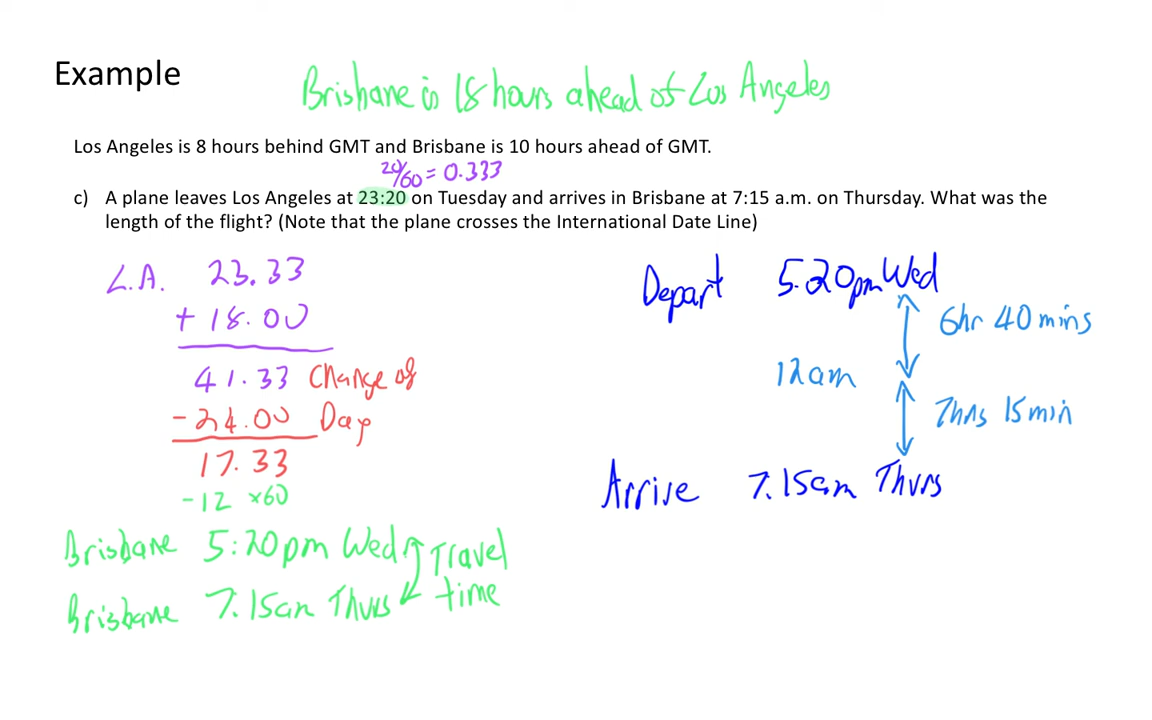 Example
Brisbane is 18 hours ahead of Los Angeles
Los Angeles is 8 hours behind GMT and Brisbane is 10 hours ahead of GMT.
20/60 = 0.333
c) A plane leaves Los Angeles at 23:20 on Tuesday and arrives in Brisbane at 7:15 a.m. on Thursday. What was the
length of the flight? (Note that the plane crosses the International Date Line)
L.A. 23.33
+ 18.00
41.33 Change of
- 24.00 Day
17.33
-12 x60
Brisbane 5:20pm Wed Travel
Brisbane 7.15am Thurs time
Depart 5.20pm Wed
6hr 40mins
12am
7hrs 15min
Arrive 7.15am Thurs